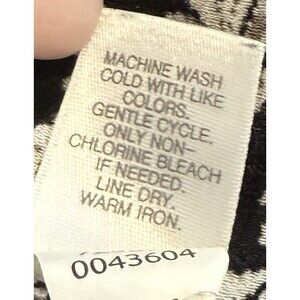 MACHINE WASH
COLD WITH LIKE
COLORS.
GENTLE CYCLE.
ONLY NON-
CHLORINE BLEACH
IF NEEDED.
LINE DRY.
WARM IRON.
0043604